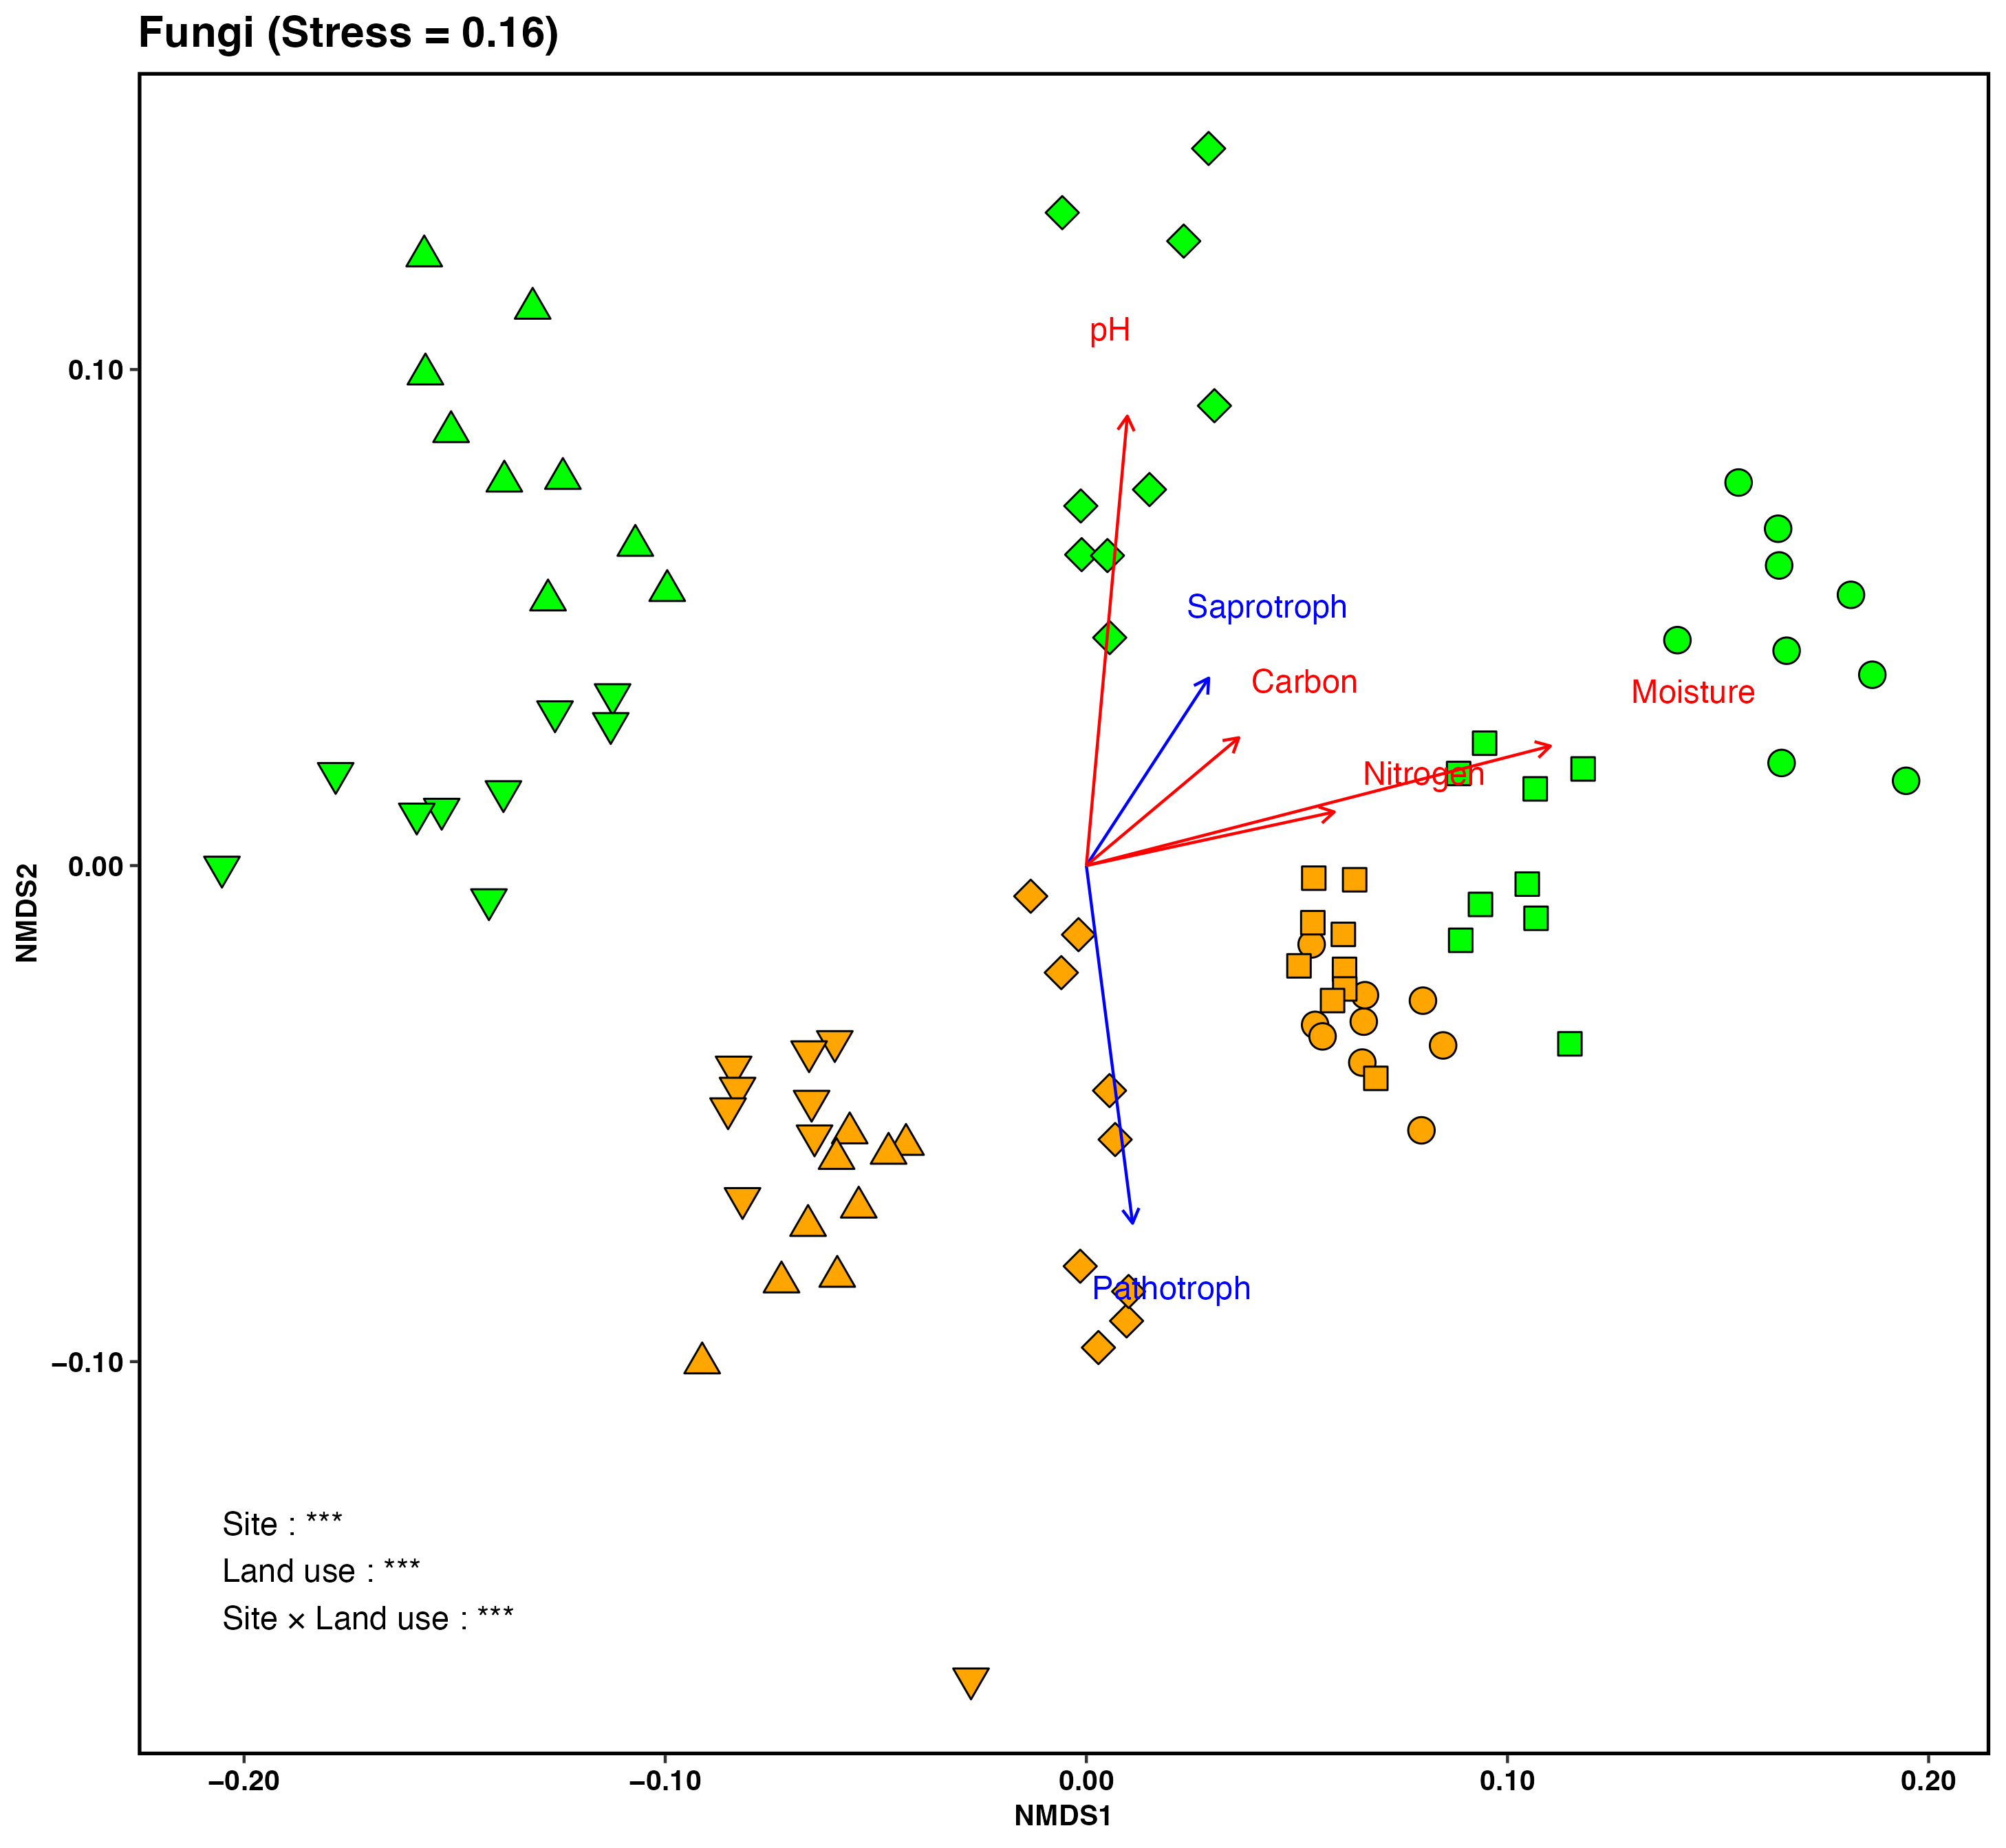 Fungi (Stress = 0.16)
pH
0.10
Saprotroph
Carbon
Moisture
Nitrogen
0.00
NMDS2
Pathotroph
−0.10
Site : ***
Land use : ***
Site × Land use : ***
−0.20 −0.10 0.00 0.10 0.20
NMDS1